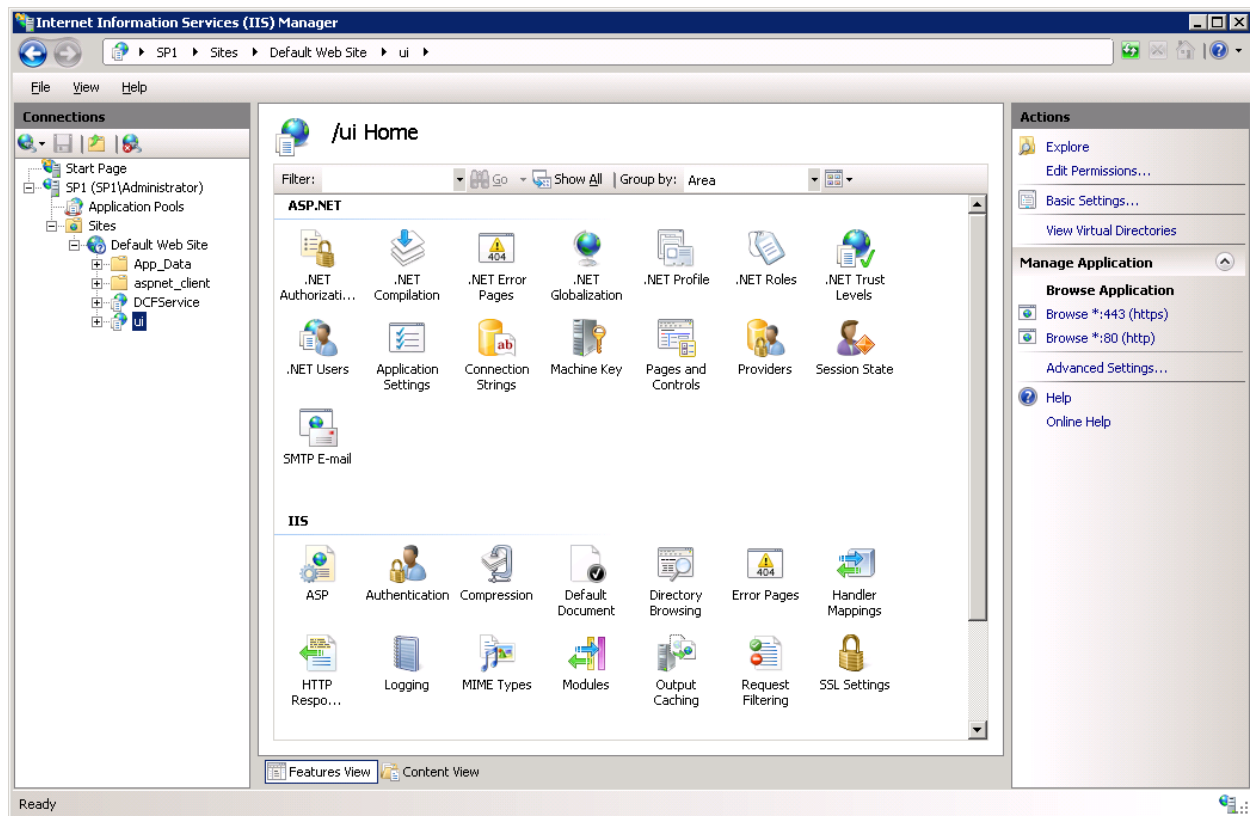 Internet Information Services (IIS) Manager
SP1 Sites Default Web Site ui
File View Help
Connections
Start Page
SP1 (SP1\Administrator)
Application Pools
Sites
Default Web Site
App_Data
aspnet_client
DCFService
ui
/ui Home
Filter: Go Show All Group by: Area
ASP.NET
.NET Authorizati...
.NET Compilation
.NET Error Pages
.NET Globalization
.NET Profile
.NET Roles
.NET Trust Levels
.NET Users
Application Settings
Connection Strings
Machine Key
Pages and Controls
Providers
Session State
SMTP E-mail
IIS
ASP
Authentication
Compression
Default Document
Directory Browsing
Error Pages
Handler Mappings
HTTP Respo...
Logging
MIME Types
Modules
Output Caching
Request Filtering
SSL Settings
Features View
Content View
Actions
Explore
Edit Permissions...
Basic Settings...
View Virtual Directories
Manage Application
Browse Application
Browse *:443 (https)
Browse *:80 (http)
Advanced Settings...
Help
Online Help
Ready